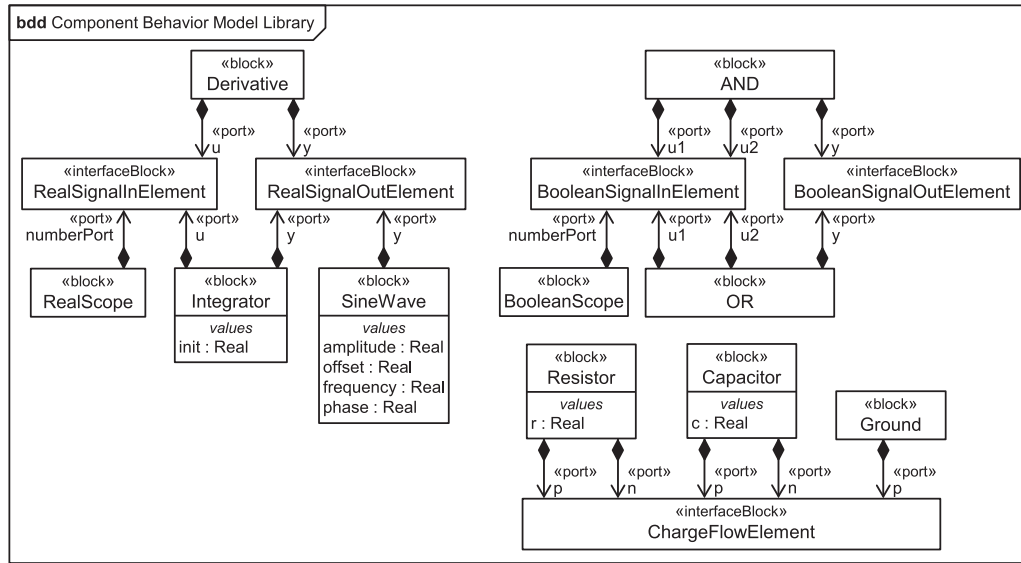 bdd Component Behavior Model Library
«block»
Derivative
«port»
u
«port»
y
«interfaceBlock»
RealSignalInElement
«interfaceBlock»
RealSignalOutElement
«port»
numberPort
«port»
u
«port»
y
«port»
y
«block»
RealScope
«block»
Integrator
values
init : Real
«block»
SineWave
values
amplitude : Real
offset : Real
frequency : Real
phase : Real
«block»
AND
«port»
u1
«port»
u2
«port»
y
«interfaceBlock»
BooleanSignalInElement
«interfaceBlock»
BooleanSignalOutElement
«port»
numberPort
«port»
u1
«port»
u2
«port»
y
«block»
BooleanScope
«block»
OR
«block»
Resistor
values
r : Real
«block»
Capacitor
values
c : Real
«block»
Ground
«port»
p
«port»
n
«port»
p
«port»
n
«port»
p
«interfaceBlock»
ChargeFlowElement